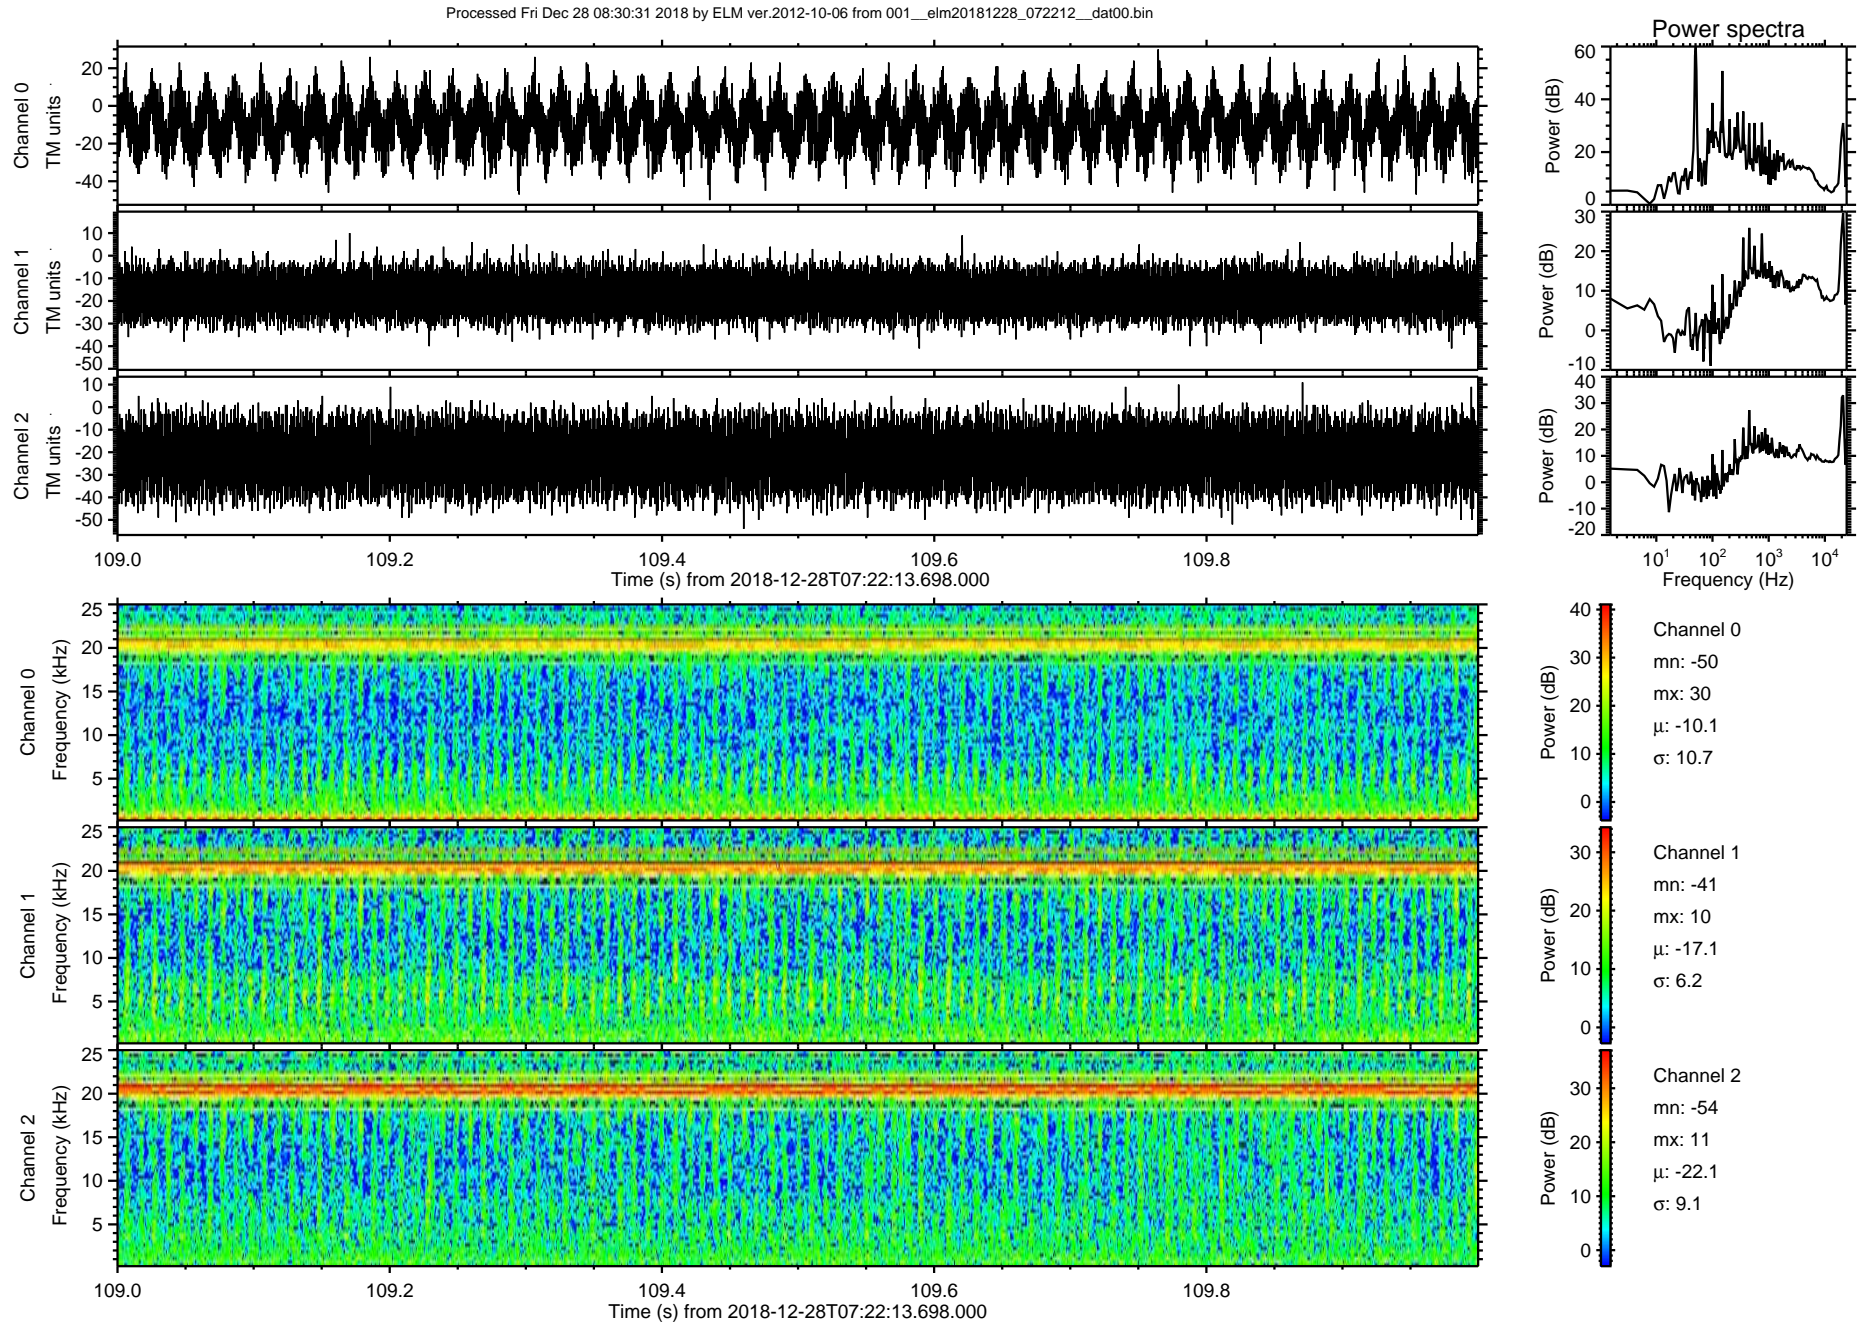 Processed Fri Dec 28 08:30:31 2018 by ELM ver.2012-10-06 from 001__elm20181228_072212__dat00.bin
Power spectra
Channel 0
TM units
20
0
-20
-40
Power (dB)
60
40
20
0
Channel 1
TM units
10
0
-10
-20
-30
-40
-50
Power (dB)
30
20
10
0
-10
Channel 2
TM units
10
0
-10
-20
-30
-40
-50
Power (dB)
40
30
20
10
0
-10
-20
109.0 109.2 109.4 109.6 109.8
Time (s) from 2018-12-28T07:22:13.698.000
10^1 10^2 10^3 10^4
Frequency (Hz)
Channel 0
Frequency (kHz)
25
20
15
10
5
Power (dB)
40
30
20
10
0
Channel 0
mn: -50
mx: 30
μ: -10.1
σ: 10.7
Channel 1
Frequency (kHz)
25
20
15
10
5
Power (dB)
30
20
10
0
Channel 1
mn: -41
mx: 10
μ: -17.1
σ: 6.2
Channel 2
Frequency (kHz)
25
20
15
10
5
Power (dB)
30
20
10
0
Channel 2
mn: -54
mx: 11
μ: -22.1
σ: 9.1
109.0 109.2 109.4 109.6 109.8
Time (s) from 2018-12-28T07:22:13.698.000